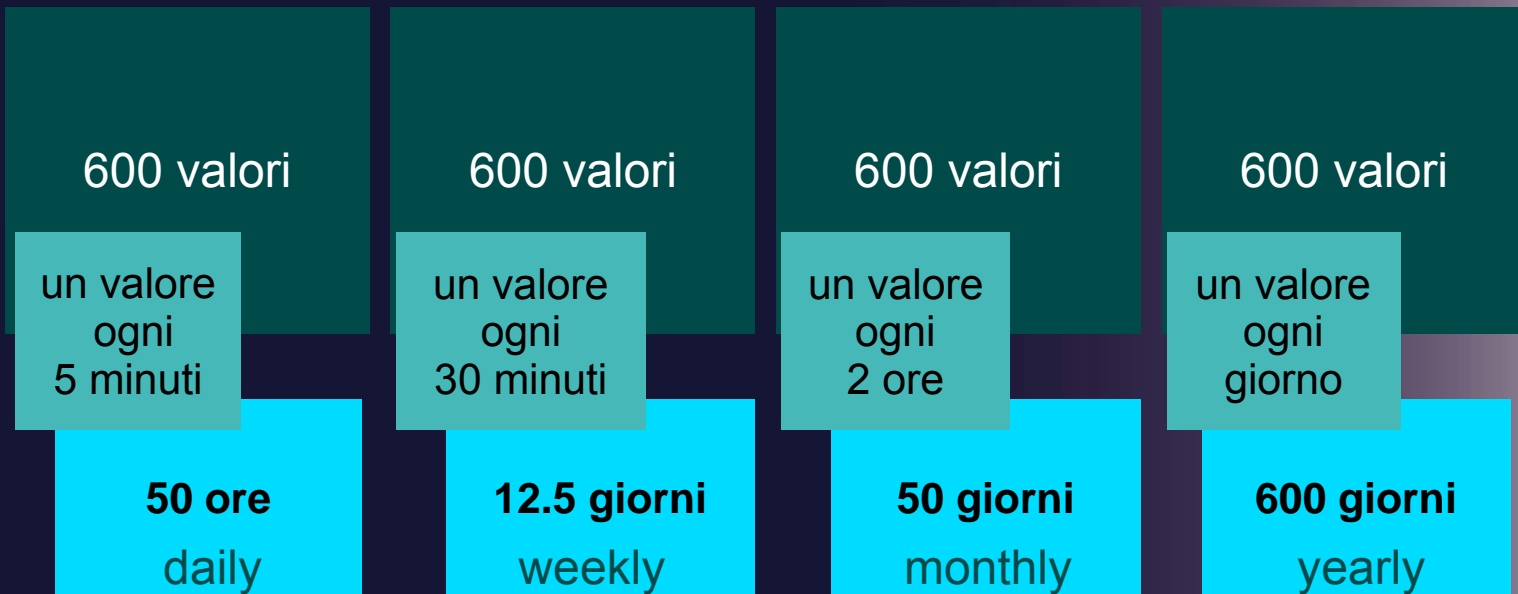 600 valori
un valore
ogni
5 minuti
50 ore
daily
600 valori
un valore
ogni
30 minuti
12.5 giorni
weekly
600 valori
un valore
ogni
2 ore
50 giorni
monthly
600 valori
un valore
ogni
giorno
600 giorni
yearly